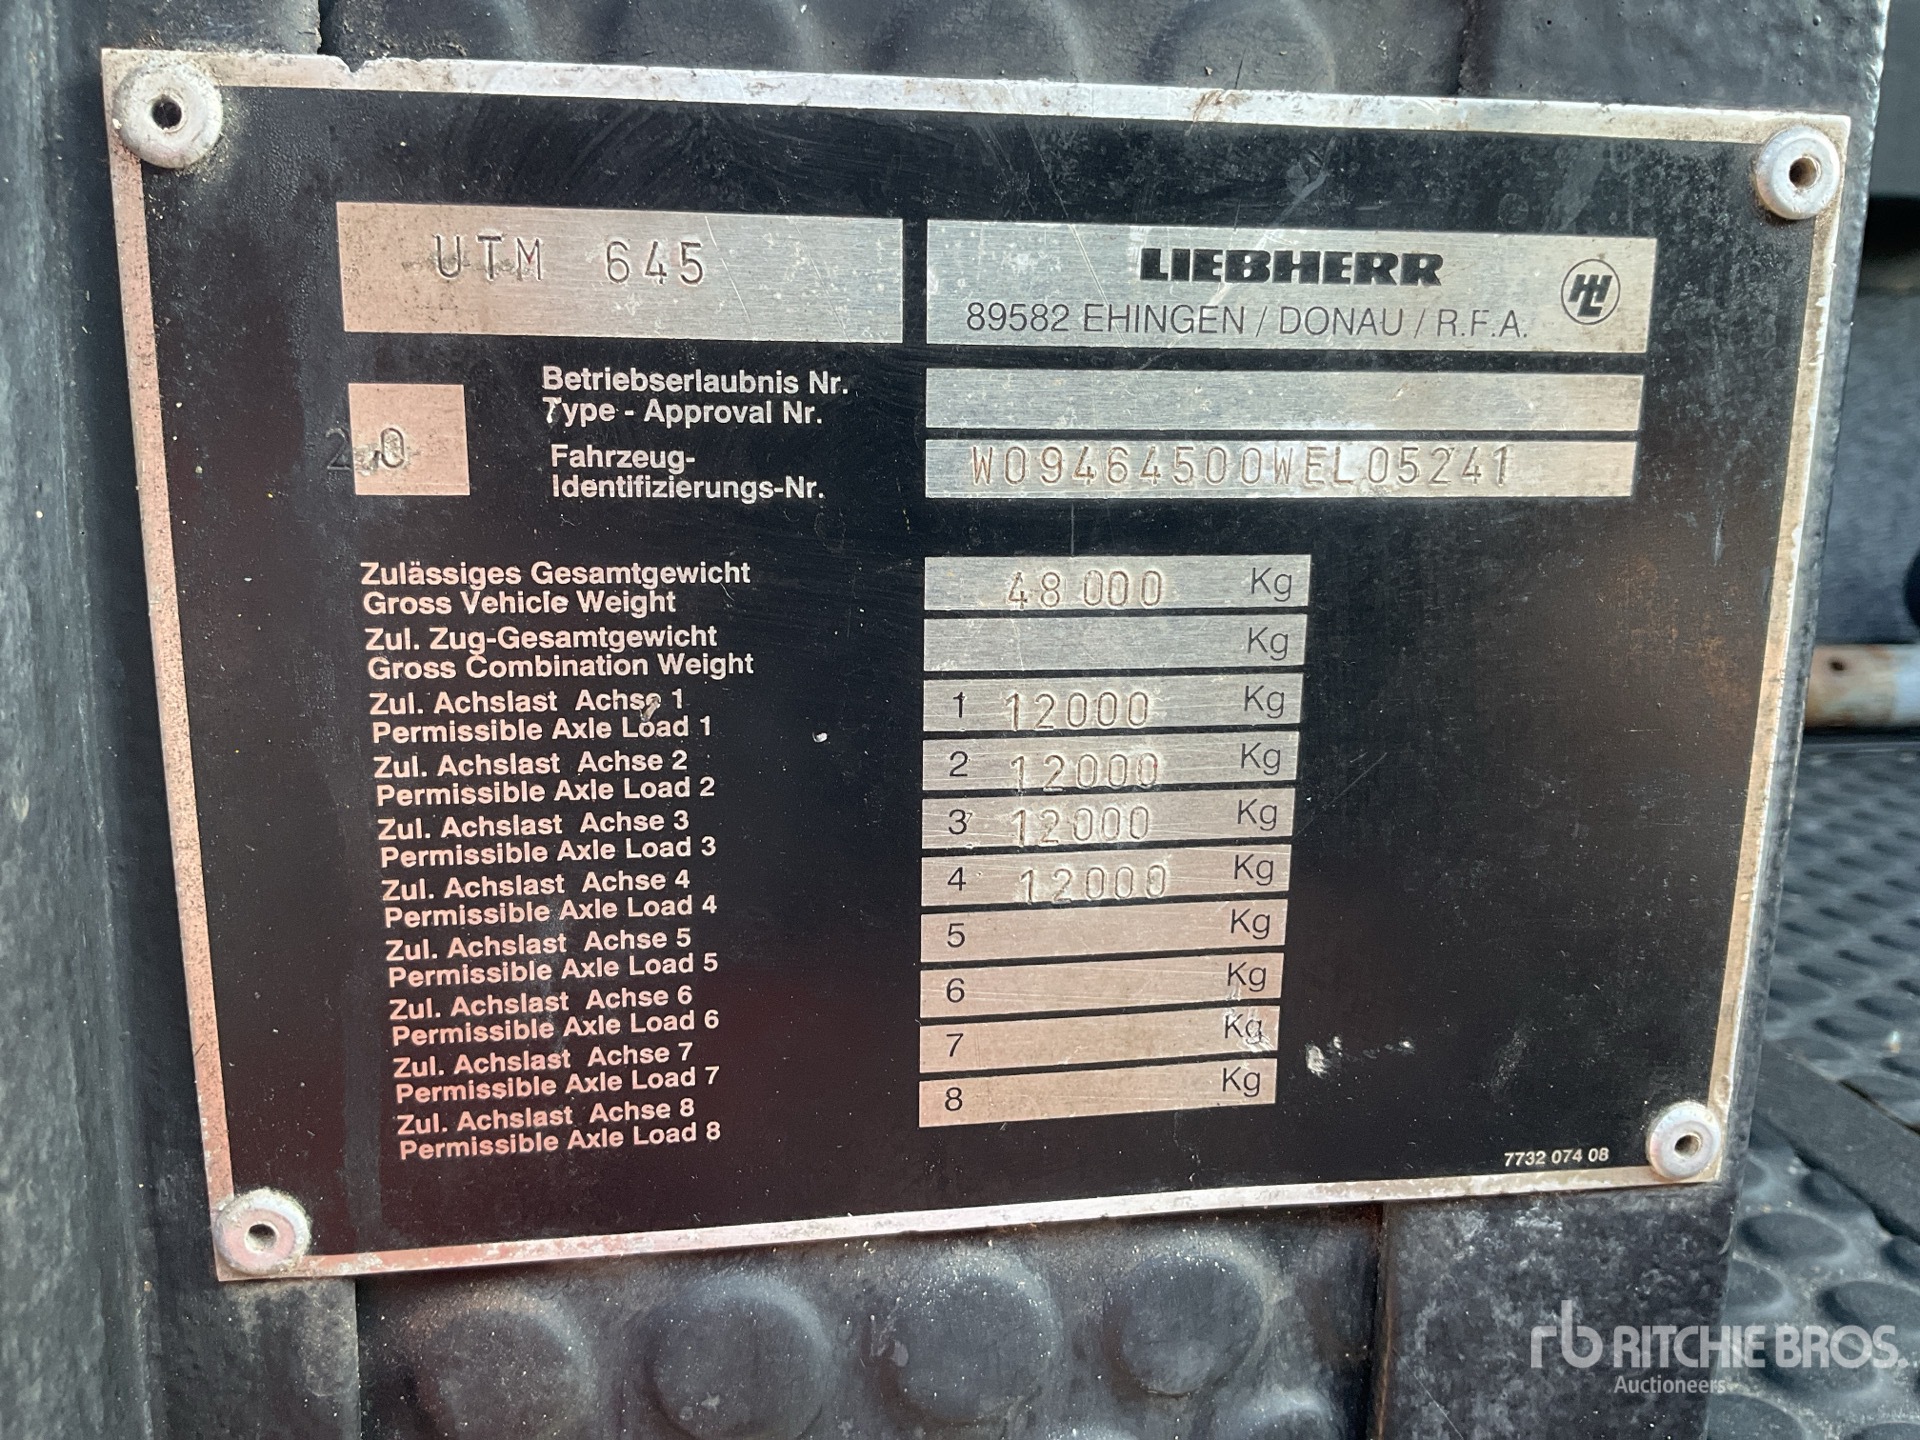 UTM 645
LIEBHERR
89582 EHINGEN / DONAU / R.F.A.
Betriebserlaubnis Nr.
Type - Approval Nr.
2.0
Fahrzeug-
Identifizierungs-Nr.
W09464500WEL05241
Zulässiges Gesamtgewicht
Gross Vehicle Weight
48000 Kg
Zul. Zug-Gesamtgewicht
Gross Combination Weight
Kg
Zul. Achslast Achse 1
Permissible Axle Load 1
1 12000 Kg
Zul. Achslast Achse 2
Permissible Axle Load 2
2 12000 Kg
Zul. Achslast Achse 3
Permissible Axle Load 3
3 12000 Kg
Zul. Achslast Achse 4
Permissible Axle Load 4
4 12000 Kg
Zul. Achslast Achse 5
Permissible Axle Load 5
5 Kg
Zul. Achslast Achse 6
Permissible Axle Load 6
6 Kg
Zul. Achslast Achse 7
Permissible Axle Load 7
7 Kg
Zul. Achslast Achse 8
Permissible Axle Load 8
8 Kg
7732 074 08
rb RITCHIE BROS.
Auctioneers